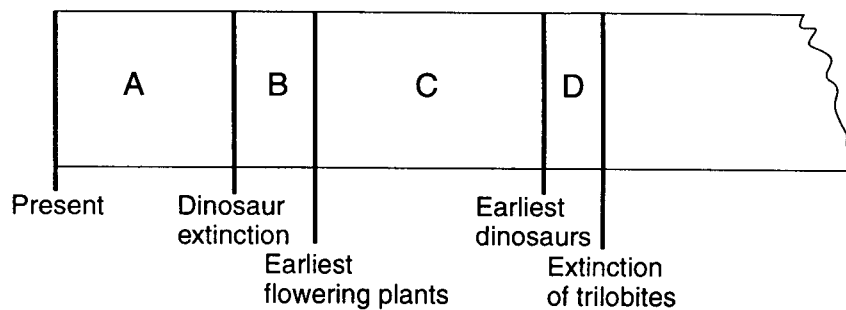 A
B
C
D
Present
Dinosaur
extinction
Earliest
flowering plants
Earliest
dinosaurs
Extinction
of trilobites